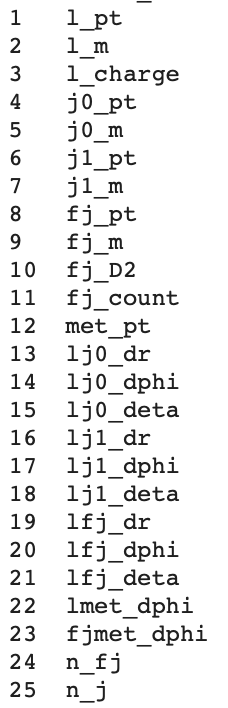 1 l_pt
2 l_m
3 l_charge
4 j0_pt
5 j0_m
6 j1_pt
7 j1_m
8 fj_pt
9 fj_m
10 fj_D2
11 fj_count
12 met_pt
13 lj0_dr
14 lj0_dphi
15 lj0_deta
16 lj1_dr
17 lj1_dphi
18 lj1_deta
19 lfj_dr
20 lfj_dphi
21 lfj_deta
22 lmet_dphi
23 fjmet_dphi
24 n_fj
25 n_j